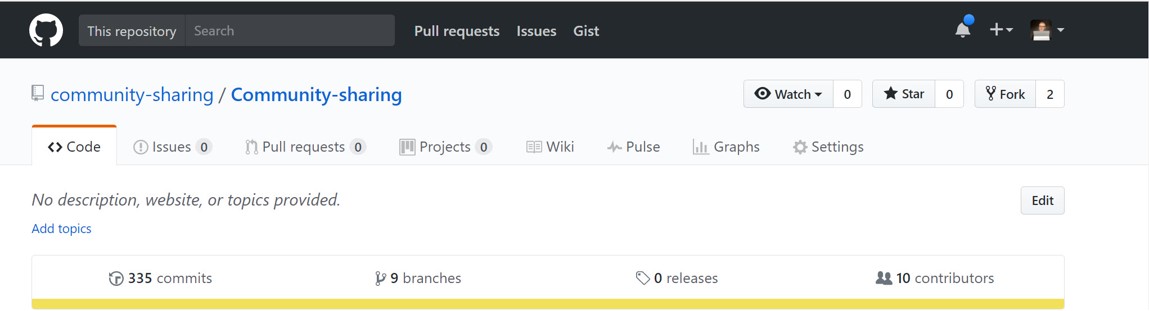 This repository Search Pull requests Issues Gist
community-sharing / Community-sharing Watch 0 Star 0 Fork 2
Code Issues 0 Pull requests 0 Projects 0 Wiki Pulse Graphs Settings
No description, website, or topics provided. Edit
Add topics
335 commits 9 branches 0 releases 10 contributors